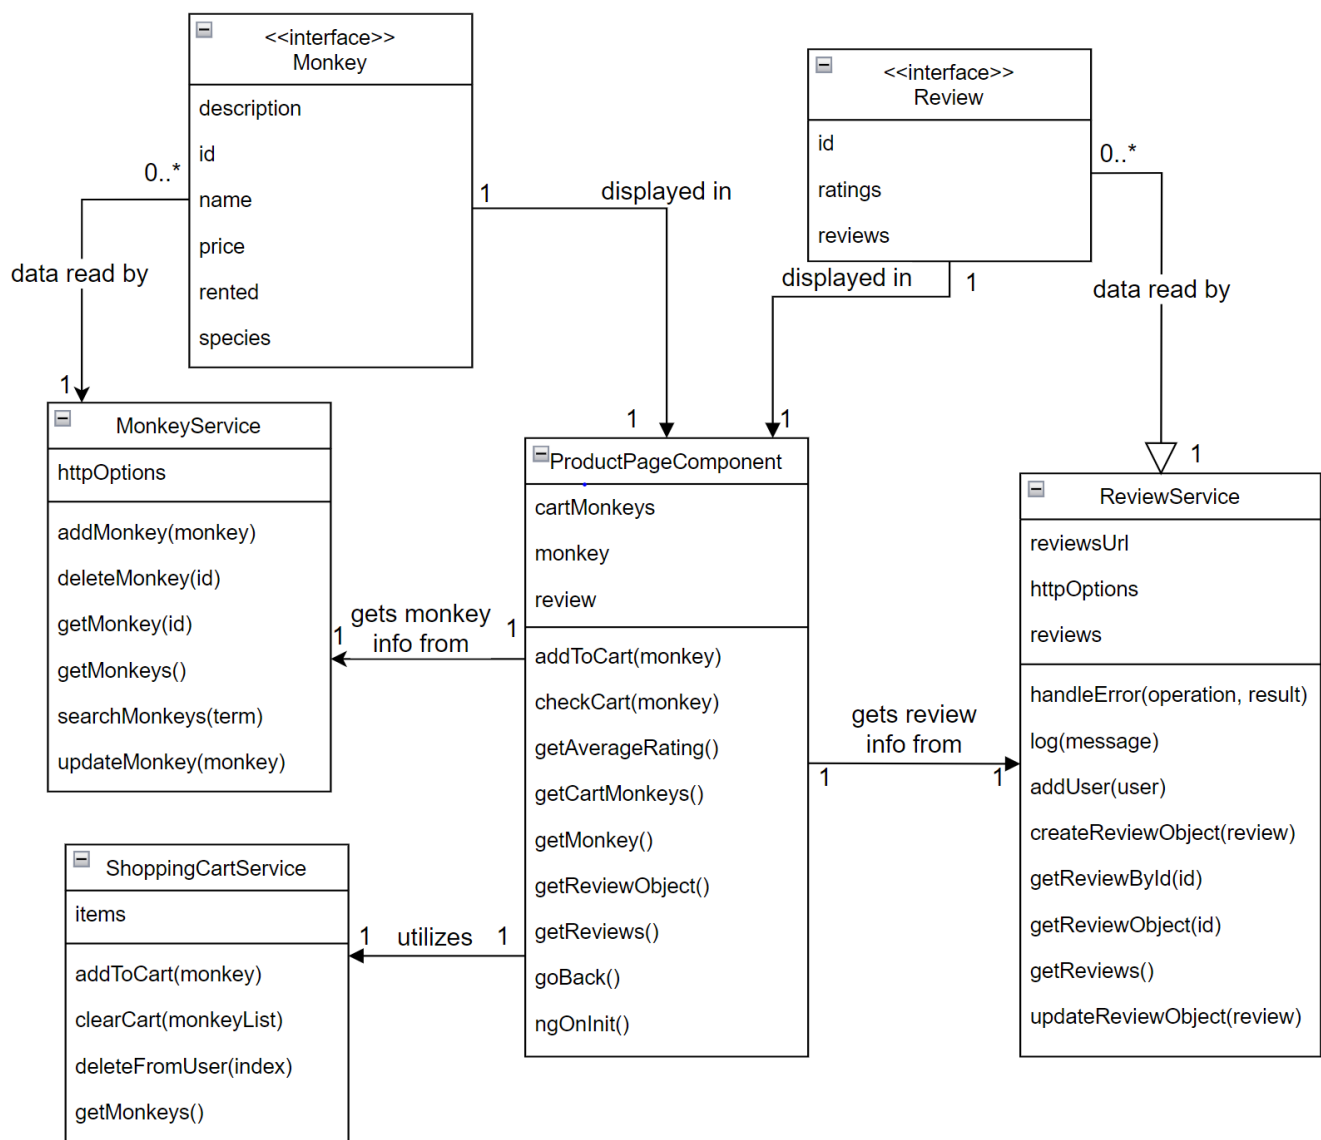 <<interface>>
Monkey
description
id
name
price
rented
species
<<interface>>
Review
id
ratings
reviews
0..*
data read by
1
1
displayed in
1
displayed in
1
1
0..*
data read by
1
MonkeyService
httpOptions
addMonkey(monkey)
deleteMonkey(id)
getMonkey(id)
getMonkeys()
searchMonkeys(term)
updateMonkey(monkey)
gets monkey
info from
1
1
ProductPageComponent
cartMonkeys
monkey
review
addToCart(monkey)
checkCart(monkey)
getAverageRating()
getCartMonkeys()
getMonkey()
getReviewObject()
getReviews()
goBack()
ngOnInit()
gets review
info from
1
1
ReviewService
reviewsUrl
httpOptions
reviews
handleError(operation, result)
log(message)
addUser(user)
createReviewObject(review)
getReviewById(id)
getReviewObject(id)
getReviews()
updateReviewObject(review)
ShoppingCartService
items
addToCart(monkey)
clearCart(monkeyList)
deleteFromUser(index)
getMonkeys()
1 utilizes 1